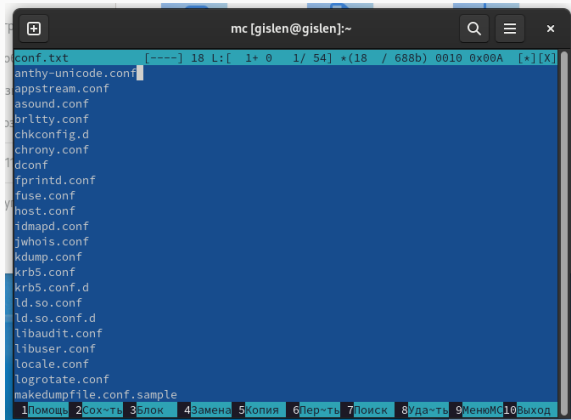 mc [gislen@gislen]:~
conf.txt [----] 18 L:[ 1+ 0 1/ 54] *(18 / 688b) 0010 0x00A [*][X]
anthy-unicode.conf
appstream.conf
asound.conf
brltty.conf
chkconfig.d
chrony.conf
dconf
fprintd.conf
fuse.conf
host.conf
idmapd.conf
jwhois.conf
kdump.conf
krb5.conf
krb5.conf.d
ld.so.conf
ld.so.conf.d
libaudit.conf
libuser.conf
locale.conf
logrotate.conf
makedumpfile.conf.sample
1Помощь 2Сох~ть 3Блок 4Замена 5Копия 6Пер~ть 7Поиск 8Уда~ть 9МенюMC 10Выход